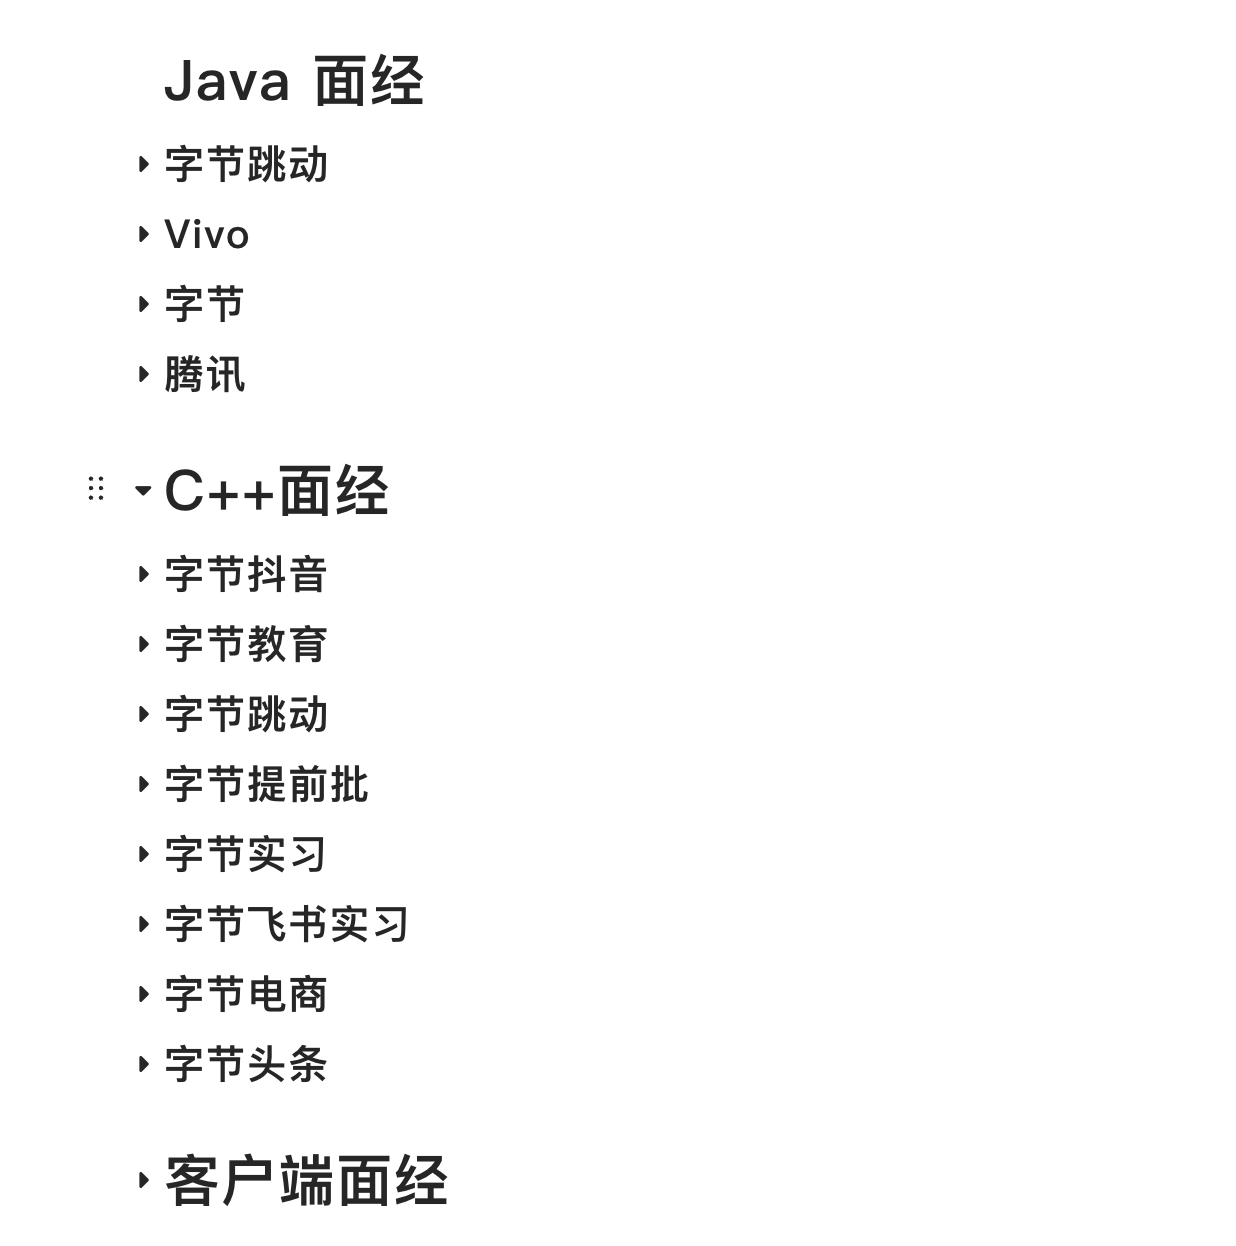 Java 面经
字节跳动
Vivo
字节
腾讯
C++面经
字节抖音
字节教育
字节跳动
字节提前批
字节实习
字节飞书实习
字节电商
字节头条
客户端面经